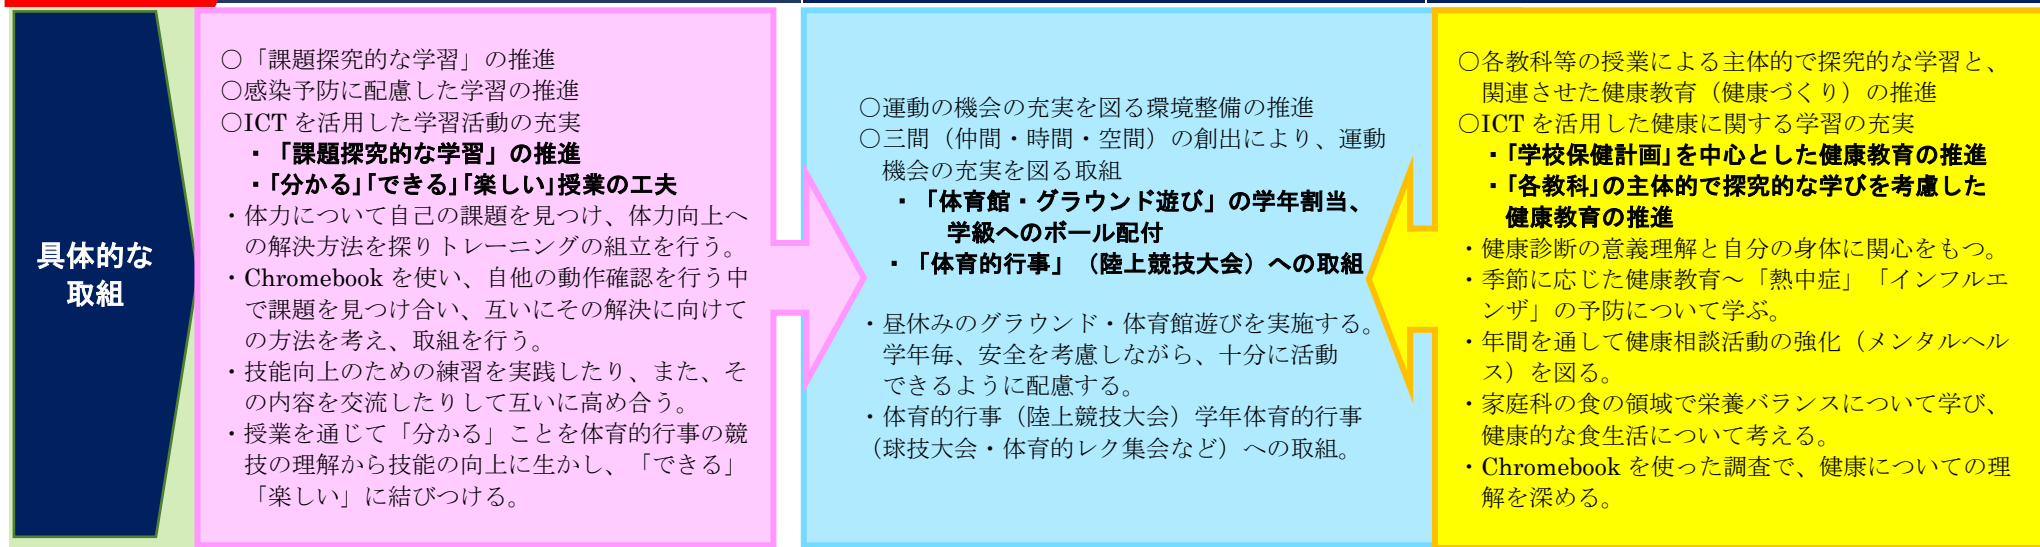 具体的な
取組
○「課題探究的な学習」の推進
○感染予防に配慮した学習の推進
○ICT を活用した学習活動の充実
・「課題探究的な学習」の推進
・「分かる」「できる」「楽しい」授業の工夫
・体力について自己の課題を見つけ、体力向上へ
の解決方法を探りトレーニングの組立を行う。
・Chromebook を使い、自他の動作確認を行う中
で課題を見つけ合い、互いにその解決に向けて
の方法を考え、取組を行う。
・技能向上のための練習を実践したり、また、そ
の内容を交流したりして互いに高め合う。
・授業を通じて「分かる」ことを体育的行事の競
技の理解から技能の向上に生かし、「できる」
「楽しい」に結びつける。
○運動の機会の充実を図る環境整備の推進
○三間（仲間・時間・空間）の創出により、運動
機会の充実を図る取組
・「体育館・グラウンド遊び」の学年割当、
学級へのボール配付
・「体育的行事」（陸上競技大会）への取組
・昼休みのグラウンド・体育館遊びを実施する。
学年毎、安全を考慮しながら、十分に活動
できるように配慮する。
・体育的行事（陸上競技大会）学年体育的行事
（球技大会・体育的レク集会など）への取組。
○各教科等の授業による主体的で探究的な学習と、
関連させた健康教育（健康づくり）の推進
○ICT を活用した健康に関する学習の充実
・「学校保健計画」を中心とした健康教育の推進
・「各教科」の主体的で探究的な学びを考慮した
健康教育の推進
・健康診断の意義理解と自分の身体に関心をもつ。
・季節に応じた健康教育～「熱中症」「インフルエ
ンザ」の予防について学ぶ。
・年間を通して健康相談活動の強化（メンタルヘル
ス）を図る。
・家庭科の食の領域で栄養バランスについて学び、
健康的な食生活について考える。
・Chromebook を使った調査で、健康についての理
解を深める。